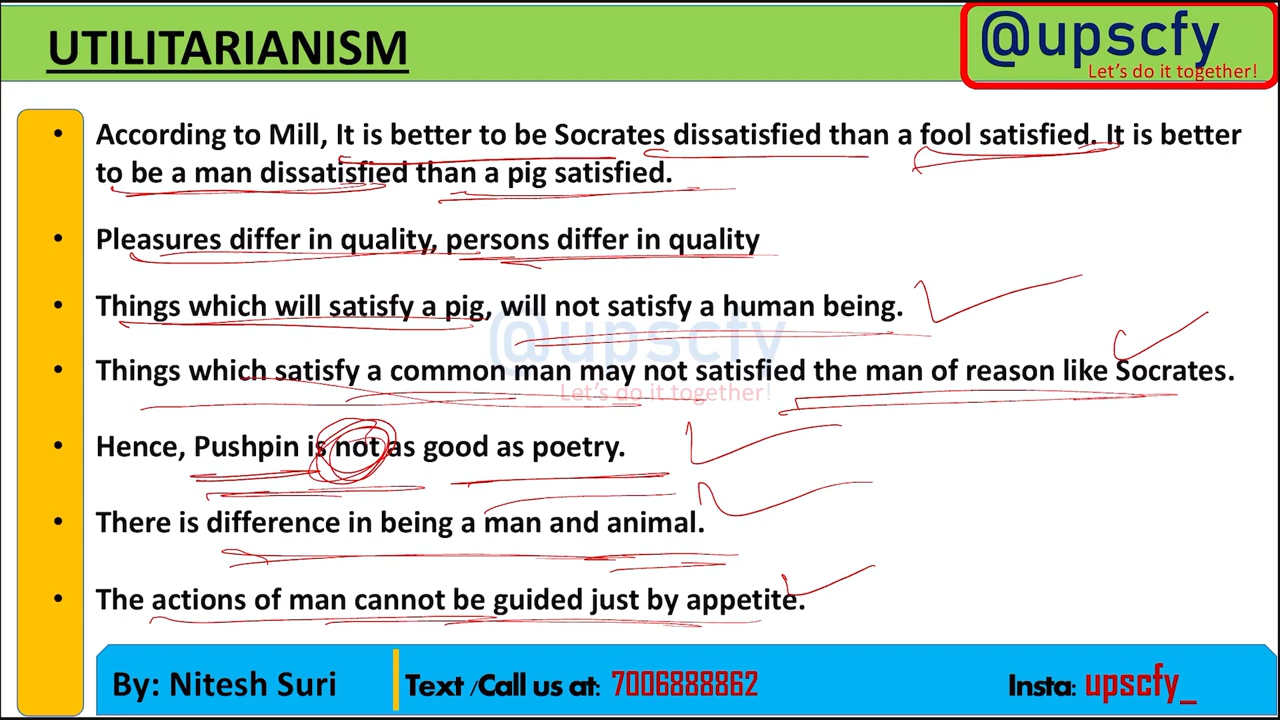 UTILITARIANISM
@upscfy
Let's do it together!
• According to Mill, It is better to be Socrates dissatisfied than a fool satisfied. It is better
to be a man dissatisfied than a pig satisfied.
• Pleasures differ in quality, persons differ in quality
• Things which will satisfy a pig, will not satisfy a human being.
@upscfy
• Things which satisfy a common man may not satisfied the man of reason like Socrates.
Let's do it together!
• Hence, Pushpin is not as good as poetry.
• There is difference in being a man and animal.
• The actions of man cannot be guided just by appetite.
By: Nitesh Suri Text /Call us at: 7006888862 Insta: upscfy_